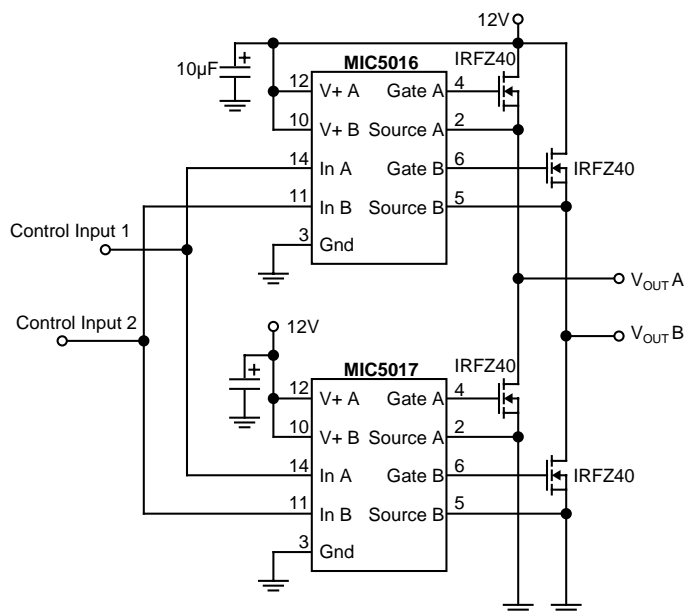 12V
IRFZ40
MIC5016
10µF
+
12 V+ A Gate A 4
10 V+ B Source A 2
14 In A Gate B 6
IRFZ40
11 In B Source B 5
3 Gnd
Control Input 1
V_OUT A
Control Input 2
12V
V_OUT B
IRFZ40
MIC5017
+
12 V+ A Gate A 4
10 V+ B Source A 2
14 In A Gate B 6
IRFZ40
11 In B Source B 5
3 Gnd